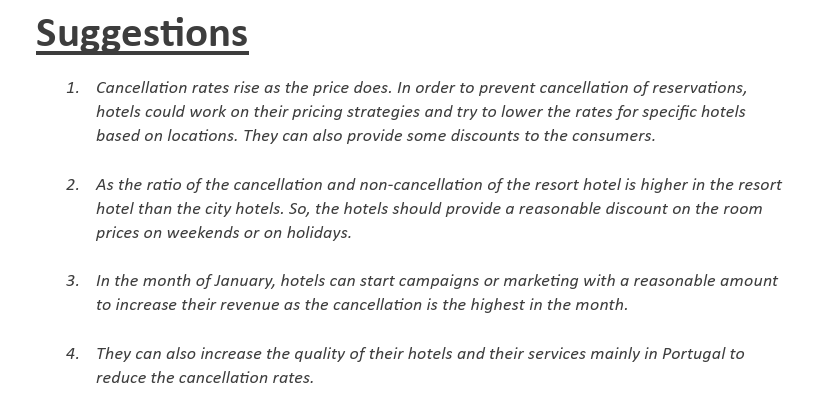 Suggestions
1. Cancellation rates rise as the price does. In order to prevent cancellation of reservations,
hotels could work on their pricing strategies and try to lower the rates for specific hotels
based on locations. They can also provide some discounts to the consumers.
2. As the ratio of the cancellation and non-cancellation of the resort hotel is higher in the resort
hotel than the city hotels. So, the hotels should provide a reasonable discount on the room
prices on weekends or on holidays.
3. In the month of January, hotels can start campaigns or marketing with a reasonable amount
to increase their revenue as the cancellation is the highest in the month.
4. They can also increase the quality of their hotels and their services mainly in Portugal to
reduce the cancellation rates.